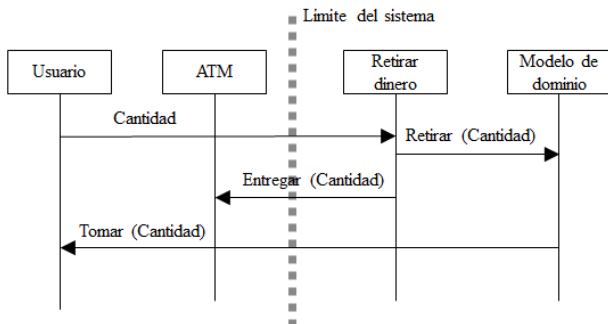 Limite del sistema
Usuario
ATM
Retirar
dinero
Modelo de
dominio
Cantidad
Retirar (Cantidad)
Entregar (Cantidad)
Tomar (Cantidad)